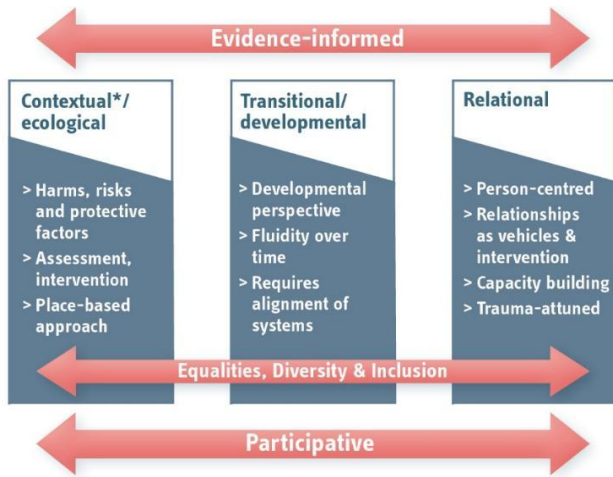 Evidence-informed
Contextual*/
ecological
> Harms, risks
and protective
factors
> Assessment,
intervention
> Place-based
approach
Transitional/
developmental
> Developmental
perspective
> Fluidity over
time
> Requires
alignment of
systems
Relational
> Person-centred
> Relationships
as vehicles &
intervention
> Capacity building
> Trauma-attuned
Equalities, Diversity & Inclusion
Participative